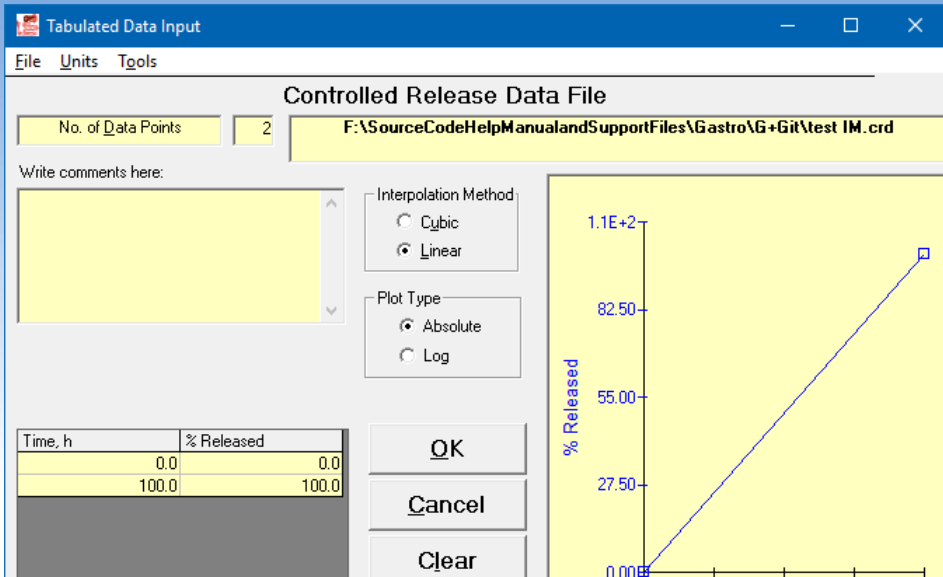 Tabulated Data Input
File Units Tools
Controlled Release Data File
No. of Data Points 2 F:\SourceCodeHelpManualandSupportFiles\Gastro\G+Git\test IM.crd
Write comments here:
Interpolation Method
Cubic
Linear
Plot Type
Absolute
Log
Time, h % Released
0.0 0.0
100.0 100.0
OK
Cancel
Clear
1.1E+2
82.50
55.00
27.50
0.00
% Released